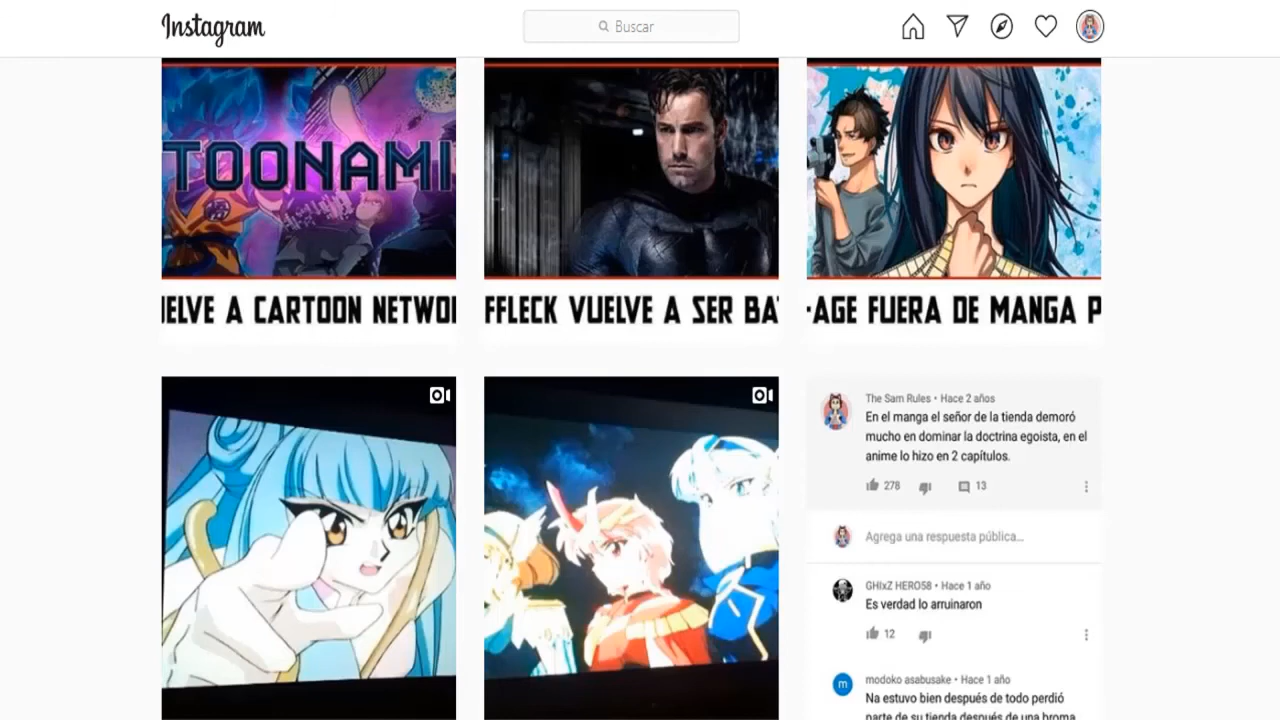 Instagram
Buscar
TOONAMI
ELVE A CARTOON NETWO
FFLECK VUELVE A SER BA
-AGE FUERA DE MANGA P
The Sam Rules • Hace 2 años
En el manga el señor de la tienda demoró
mucho en dominar la doctrina egoista, en el
anime lo hizo en 2 capítulos.
278
13
Agrega una respuesta pública...
GHIxZ HERO58 • Hace 1 año
Es verdad lo arruinaron
12
m
modoko asabusake • Hace 1 año
Na estuvo bien después de todo perdió
parte de su tienda después de una broma